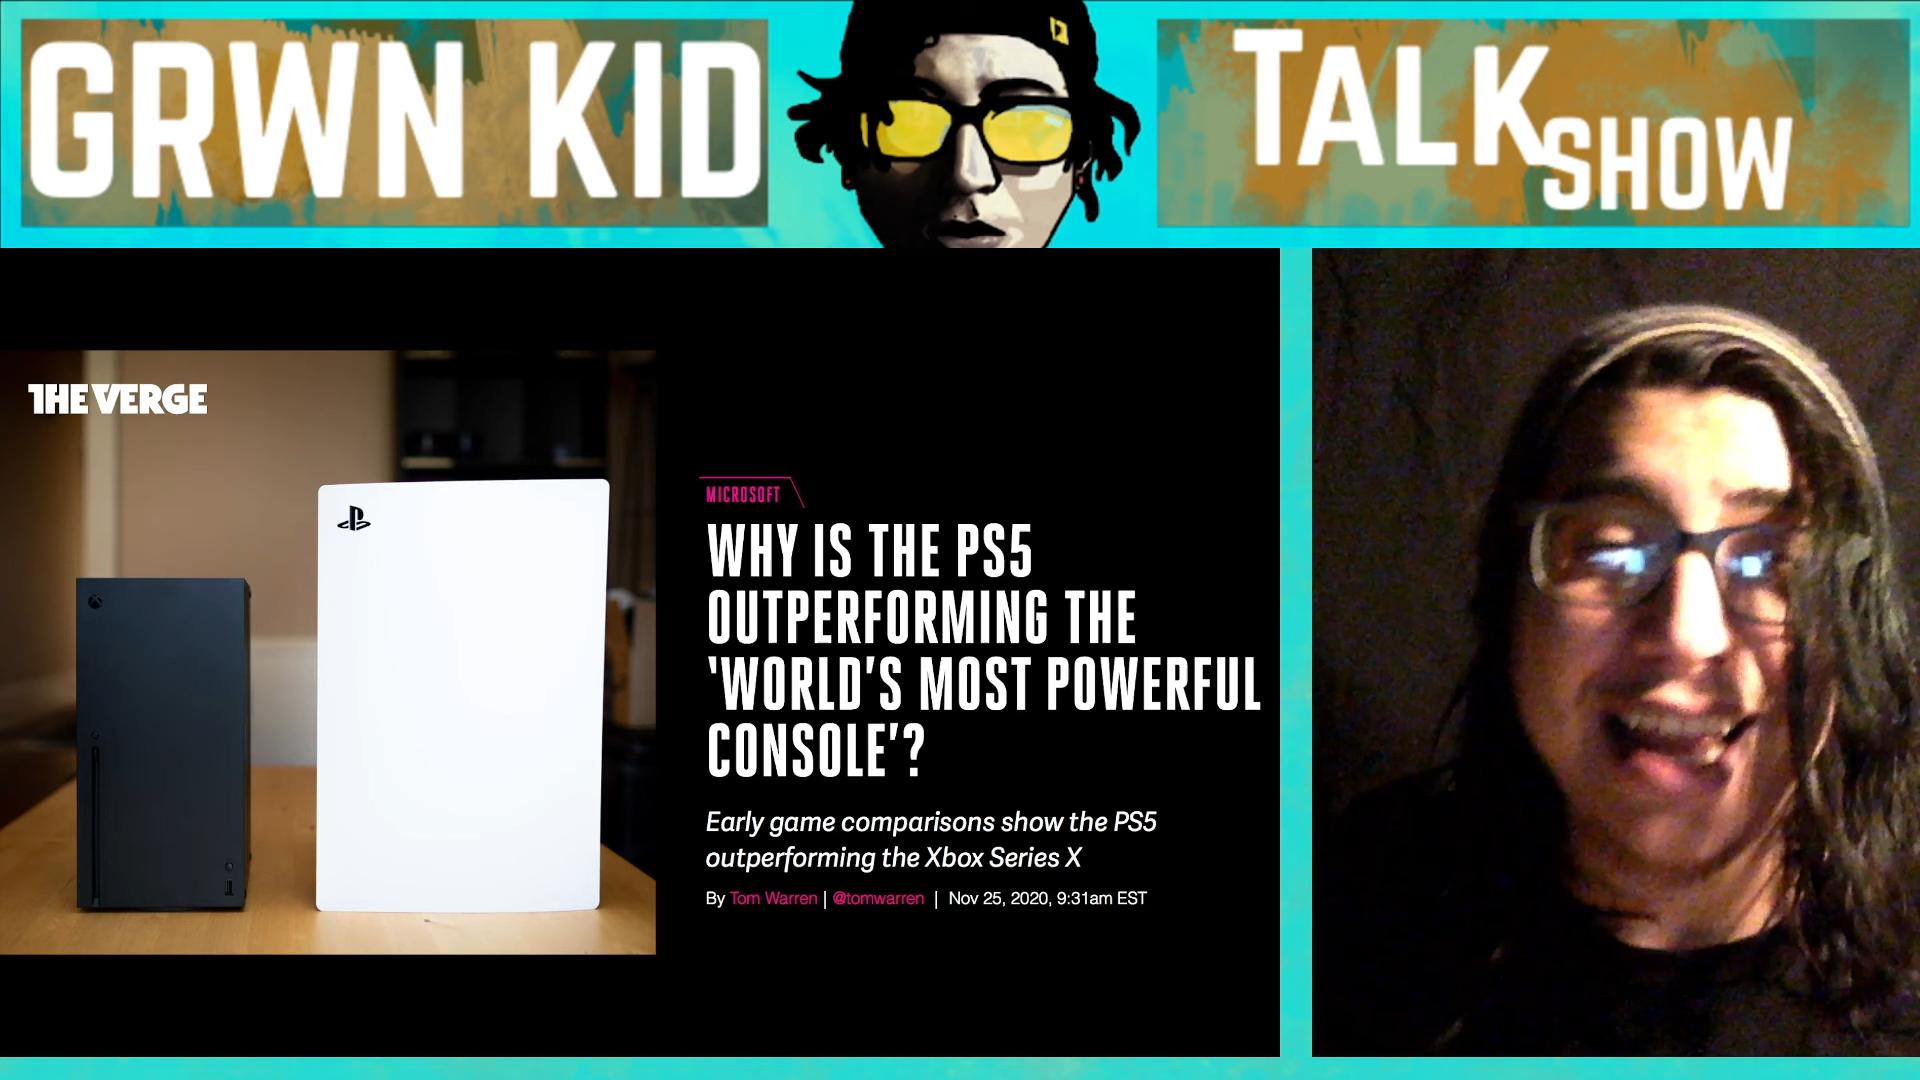 GRWN KID
TALK
SHOW
THE VERGE
MICROSOFT
WHY IS THE PS5
OUTPERFORMING THE
‘WORLD’S MOST POWERFUL
CONSOLE’?
Early game comparisons show the PS5
outperforming the Xbox Series X
By Tom Warren | @tomwarren | Nov 25, 2020, 9:31am EST